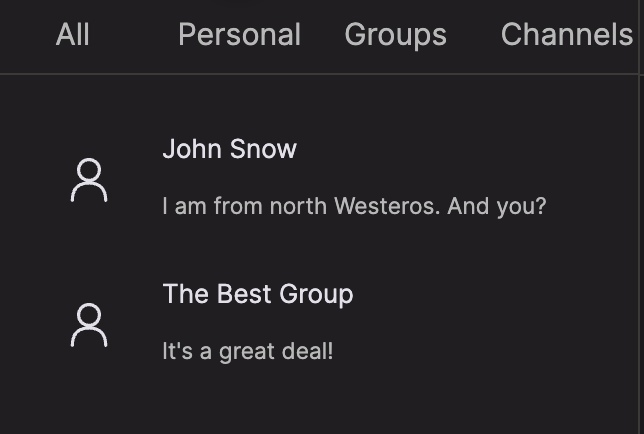 All Personal Groups Channels
John Snow
I am from north Westeros. And you?
The Best Group
It's a great deal!